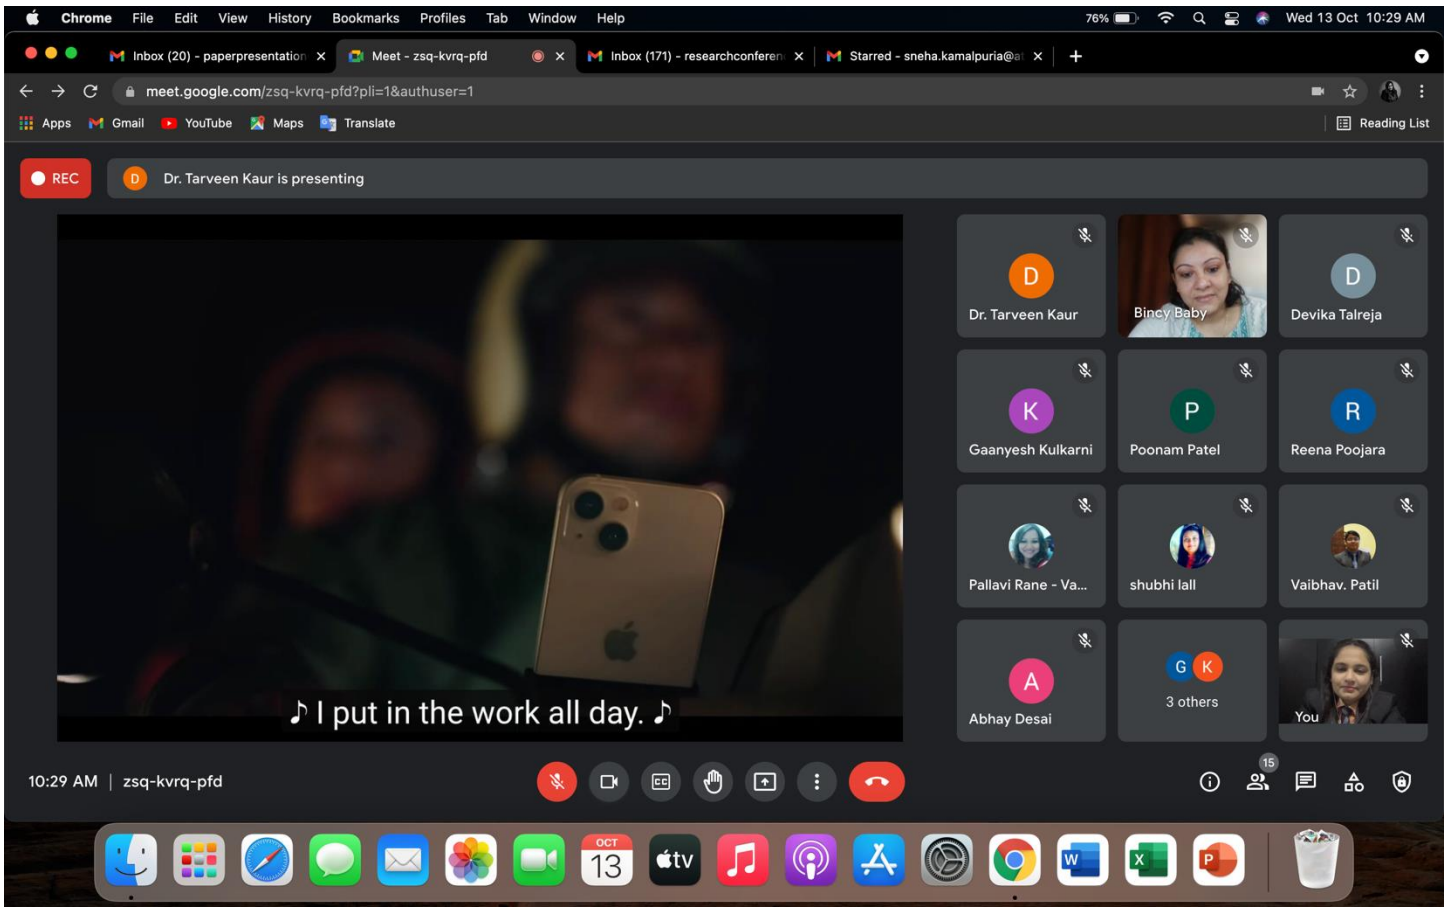 Chrome File Edit View History Bookmarks Profiles Tab Window Help 76% Wed 13 Oct 10:29 AM
Inbox (20) - paperpresentation Meet - zsq-kvrq-pfd Inbox (171) - researchconferen Starred - sneha.kamalpuria@a
meet.google.com/zsq-kvrq-pfd?pli=1&authuser=1
Apps Gmail YouTube Maps Translate Reading List
REC D Dr. Tarveen Kaur is presenting
D
Dr. Tarveen Kaur
Bincy Baby
D
Devika Talreja
K
Gaanyesh Kulkarni
P
Poonam Patel
R
Reena Poojara
Pallavi Rane - Va...
shubhi lall
Vaibhav. Patil
A
Abhay Desai
G K
3 others
You
♪ I put in the work all day. ♪
10:29 AM | zsq-kvrq-pfd
CC
15
OCT
13
tv
W
X
P